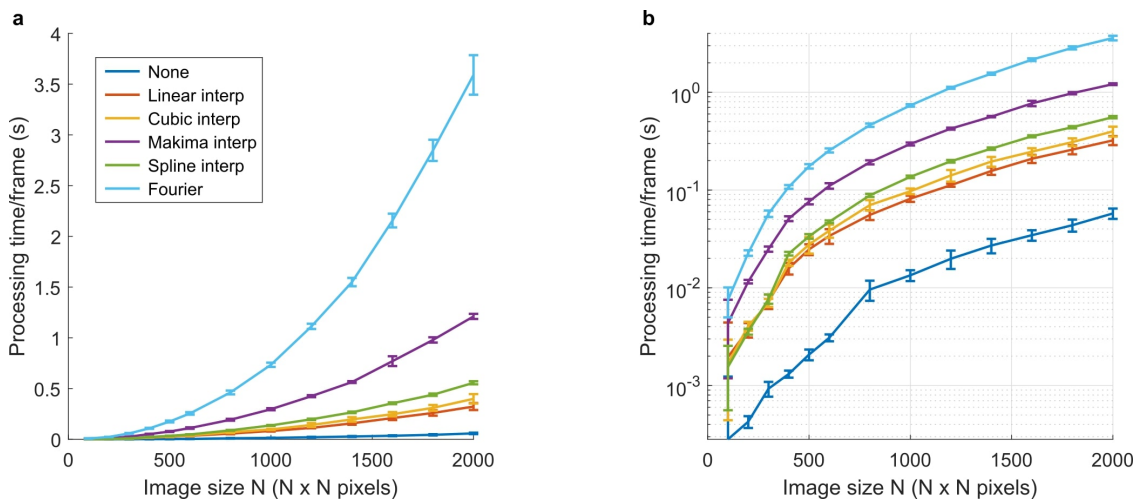 a
4
3.5
3
2.5
2
1.5
1
0.5
0
Processing time/frame (s)
None
Linear interp
Cubic interp
Makima interp
Spline interp
Fourier
0 500 1000 1500 2000
Image size N (N x N pixels)
b
10⁰
10⁻¹
10⁻²
10⁻³
Processing time/frame (s)
0 500 1000 1500 2000
Image size N (N x N pixels)